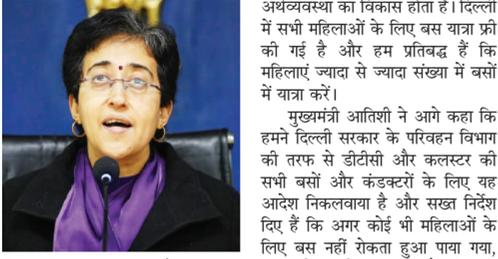 अर्थव्यवस्था का विकास होता है। दिल्ली
में सभी महिलाओं के लिए बस यात्रा फ्री
की गई है और हम प्रतिबद्ध हैं कि
महिलाएं ज्यादा से ज्यादा संख्या में बसों
में यात्रा करें।
मुख्यमंत्री आतिशी ने आगे कहा कि
हमने दिल्ली सरकार के परिवहन विभाग
की तरफ से डीटीसी और कलस्टर की
सभी बसों और कंडक्टरों के लिए यह
आदेश निकलवाया है और सख्त निर्देश
दिए हैं कि अगर कोई भी महिलाओं के
लिए बस नहीं रोकता हुआ पाया गया,